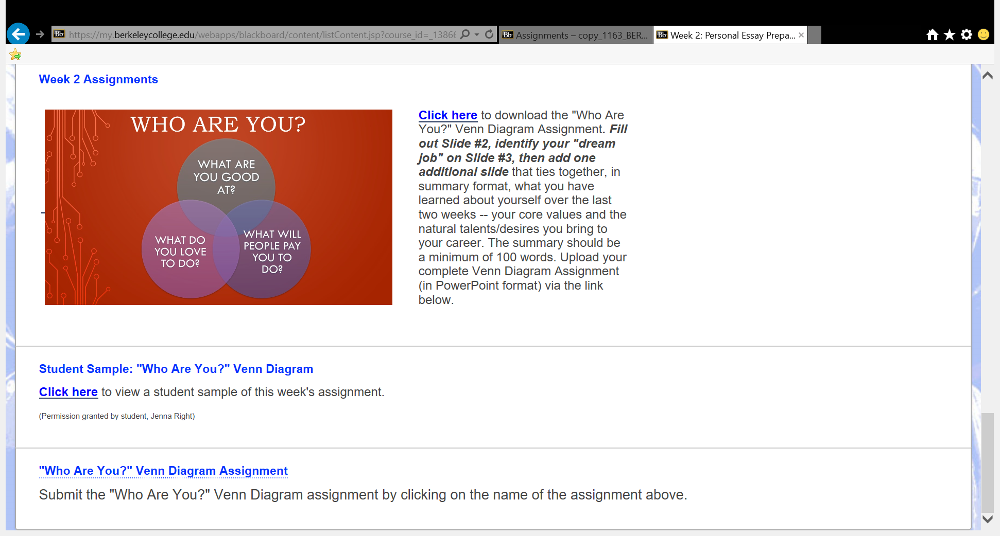 Bb https://my.berkeleycollege.edu/webapps/blackboard/content/listContent.jsp?course_id=_1386
Bb Assignments – copy_1163_BER...
Bb Week 2: Personal Essay Prepa...
Week 2 Assignments
WHO ARE YOU?
WHAT ARE
YOU GOOD
AT?
WHAT DO
YOU LOVE
TO DO?
WHAT WILL
PEOPLE PAY
YOU TO
DO?
Click here to download the "Who Are
You?" Venn Diagram Assignment. Fill
out Slide #2, identify your "dream
job" on Slide #3, then add one
additional slide that ties together, in
summary format, what you have
learned about yourself over the last
two weeks -- your core values and the
natural talents/desires you bring to
your career. The summary should be
a minimum of 100 words. Upload your
complete Venn Diagram Assignment
(in PowerPoint format) via the link
below.
Student Sample: "Who Are You?" Venn Diagram
Click here to view a student sample of this week's assignment.
(Permission granted by student, Jenna Right)
"Who Are You?" Venn Diagram Assignment
Submit the "Who Are You?" Venn Diagram assignment by clicking on the name of the assignment above.